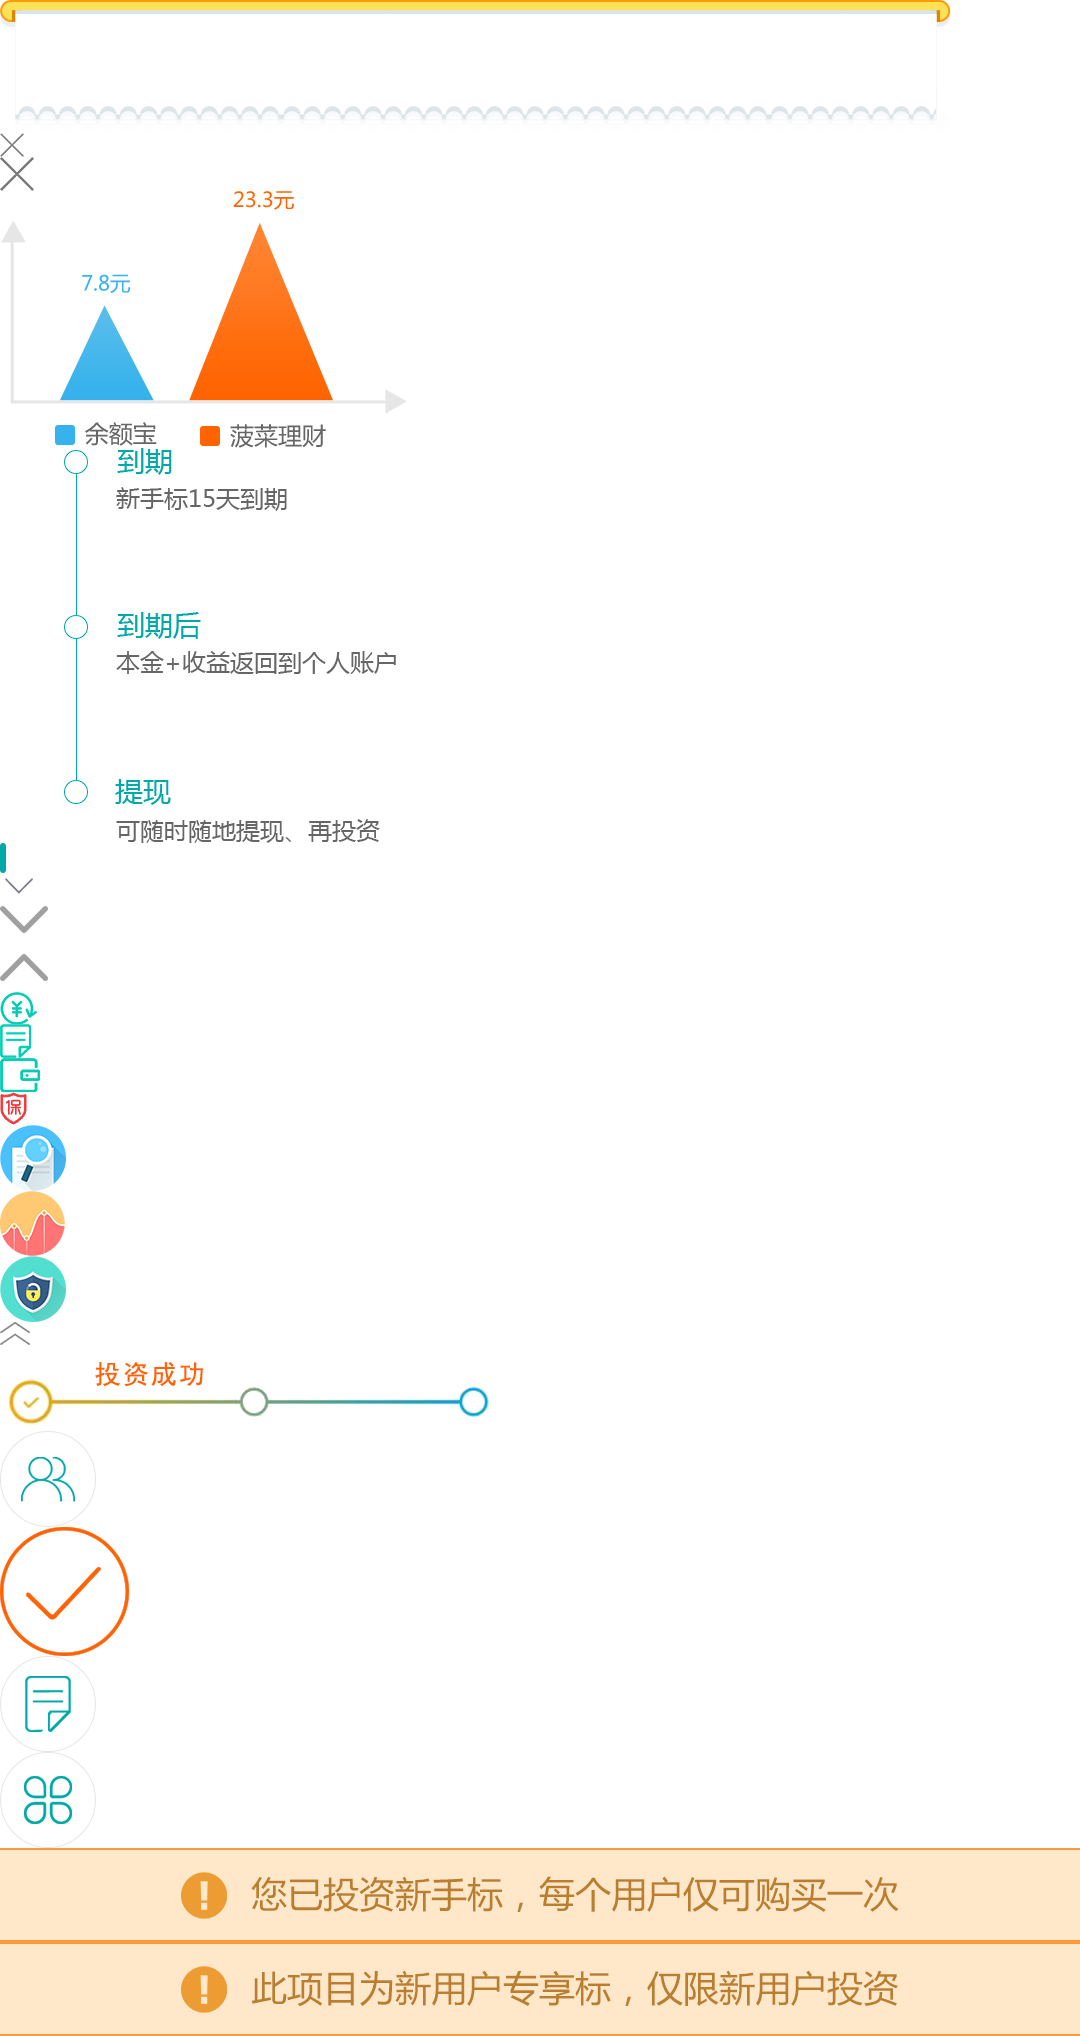 23.3元
7.8元
余额宝 菠菜理财
到期
新手标15天到期
到期后
本金+收益返回到个人账户
提现
可随时随地提现、再投资
¥
保
投资成功
您已投资新手标，每个用户仅可购买一次
此项目为新用户专享标，仅限新用户投资